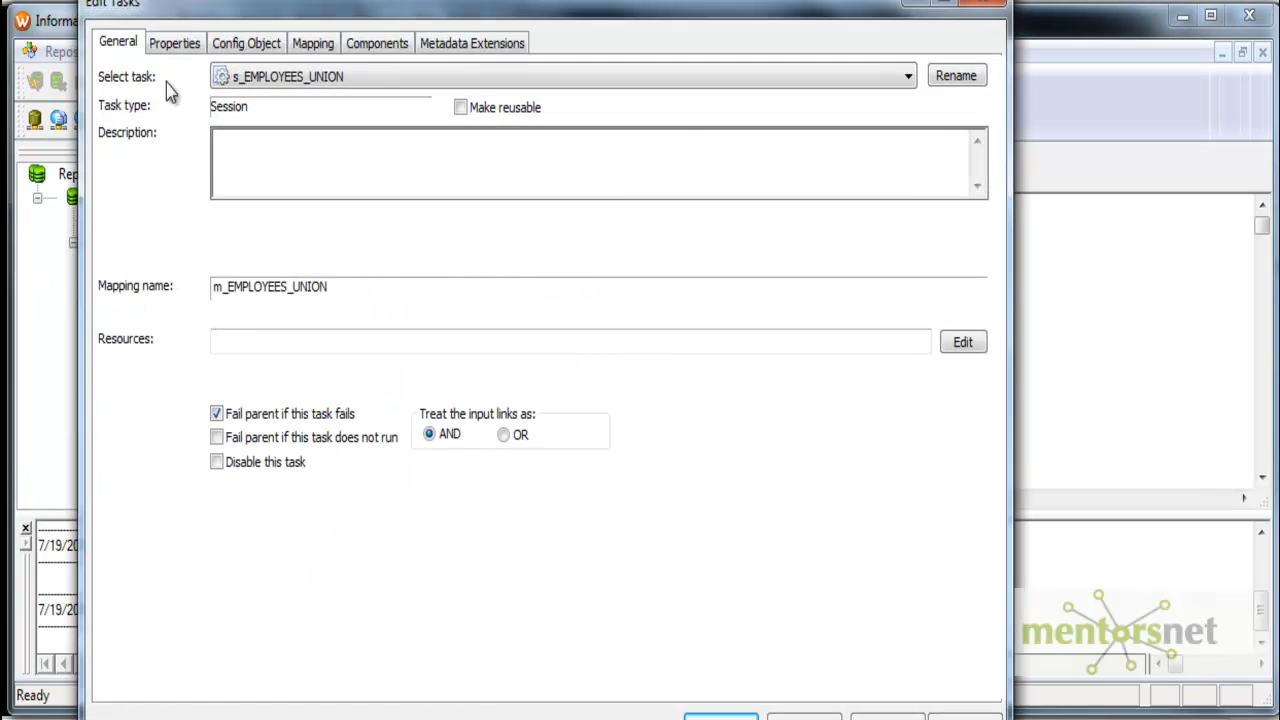 Edit Tasks
Informa
Repos
General Properties Config Object Mapping Components Metadata Extensions
Select task: s_EMPLOYEES_UNION Rename
Task type: Session Make reusable
Description:
Rep
Mapping name: m_EMPLOYEES_UNION
Resources: Edit
Fail parent if this task fails Treat the input links as:
Fail parent if this task does not run AND OR
Disable this task
7/19/20
7/19/20
mentorsnet
Ready